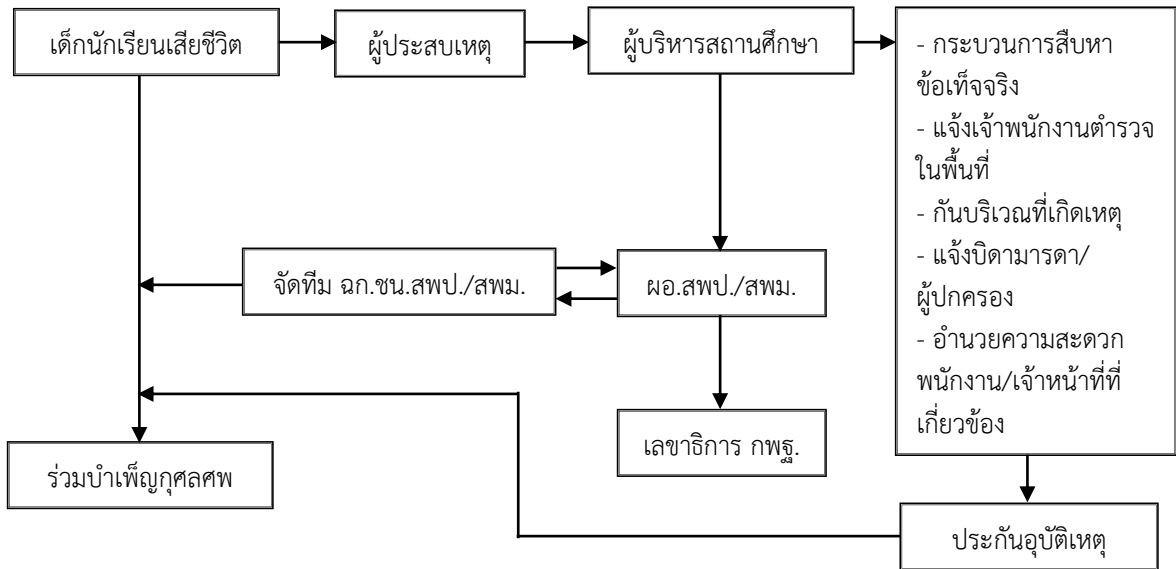 เด็กนักเรียนเสียชีวิต
ผู้ประสบเหตุ
ผู้บริหารสถานศึกษา
- กระบวนการสืบหา
ข้อเท็จจริง
- แจ้งเจ้าพนักงานตำรวจ
ในพื้นที่
- กันบริเวณที่เกิดเหตุ
- แจ้งบิดามารดา/
ผู้ปกครอง
- อำนวยความสะดวก
พนักงาน/เจ้าหน้าที่ที่
เกี่ยวข้อง
จัดทีม ฉก.ชน.สพป./สพม.
ผอ.สพป./สพม.
เลขาธิการ กพฐ.
ร่วมบำเพ็ญกุศลศพ
ประกันอุบัติเหตุ